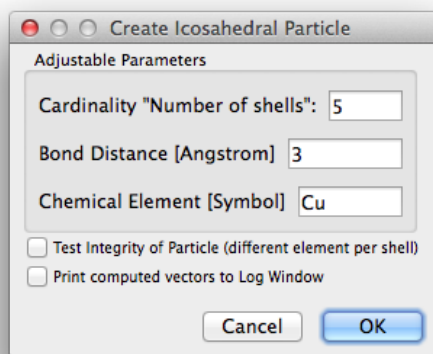 Create Icosahedral Particle
Adjustable Parameters
Cardinality "Number of shells": 5
Bond Distance [Angstrom] 3
Chemical Element [Symbol] Cu
Test Integrity of Particle (different element per shell)
Print computed vectors to Log Window
Cancel OK